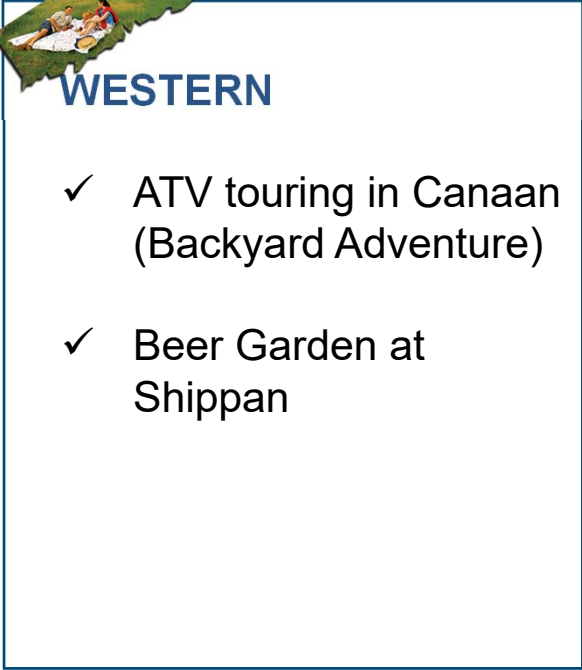 WESTERN
✓ ATV touring in Canaan
(Backyard Adventure)
✓ Beer Garden at
Shippan